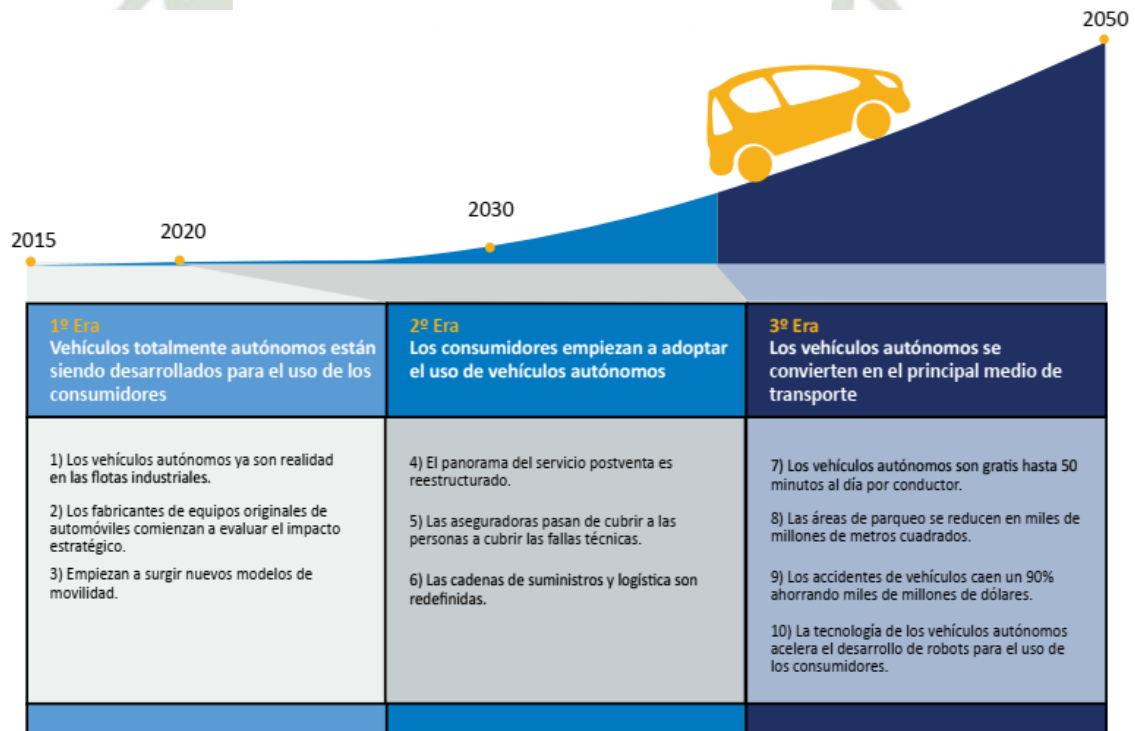 2050
2030
2020
2015
1º Era
Vehículos totalmente autónomos están
siendo desarrollados para el uso de los
consumidores
2º Era
Los consumidores empiezan a adoptar
el uso de vehículos autónomos
3º Era
Los vehículos autónomos se
convierten en el principal medio de
transporte
1) Los vehículos autónomos ya son realidad
en las flotas industriales.
2) Los fabricantes de equipos originales de
automóviles comienzan a evaluar el impacto
estratégico.
3) Empiezan a surgir nuevos modelos de
movilidad.
4) El panorama del servicio postventa es
reestructurado.
5) Las aseguradoras pasan de cubrir a las
personas a cubrir las fallas técnicas.
6) Las cadenas de suministros y logística son
redefinidas.
7) Los vehículos autónomos son gratis hasta 50
minutos al día por conductor.
8) Las áreas de parqueo se reducen en miles de
millones de metros cuadrados.
9) Los accidentes de vehículos caen un 90%
ahorrando miles de millones de dólares.
10) La tecnología de los vehículos autónomos
acelera el desarrollo de robots para el uso de
los consumidores.